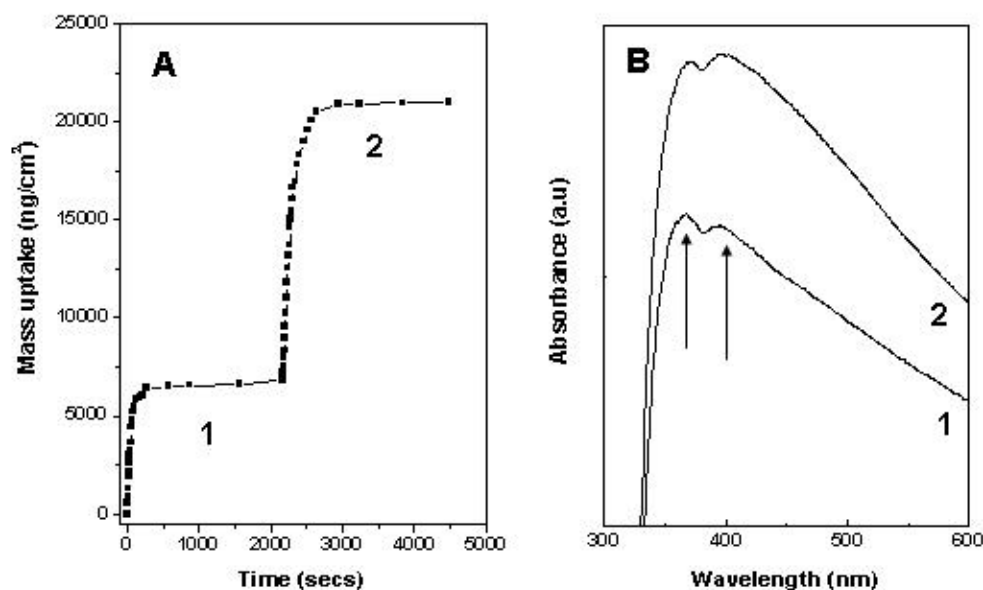 A
25000
20000
15000
10000
5000
0
Mass uptake (ng/cm²)
1
2
0 1000 2000 3000 4000 5000
Time (secs)
B
Absorbance (a.u)
2
1
300 400 500 600
Wavelength (nm)